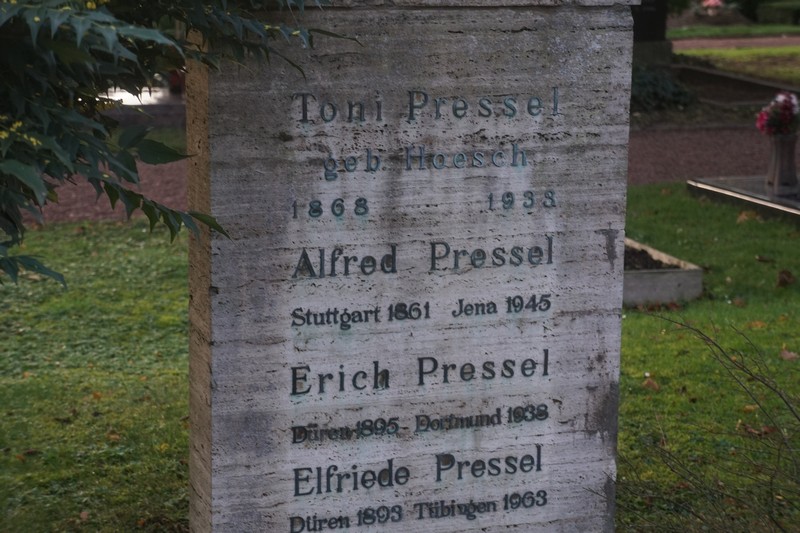 Toni Pressel
geb. Hoesch
1868 1933
Alfred Pressel
Stuttgart 1861 Jena 1945
Erich Pressel
Düren 1895 - Dortmund 1938
Elfriede Pressel
Düren 1893 Tübingen 1963